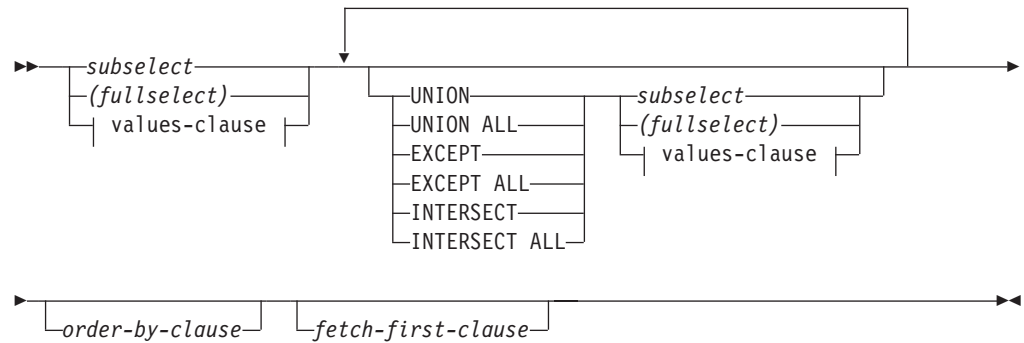 subselect
(fullselect)
values-clause
UNION
UNION ALL
EXCEPT
EXCEPT ALL
INTERSECT
INTERSECT ALL
subselect
(fullselect)
values-clause
order-by-clause
fetch-first-clause